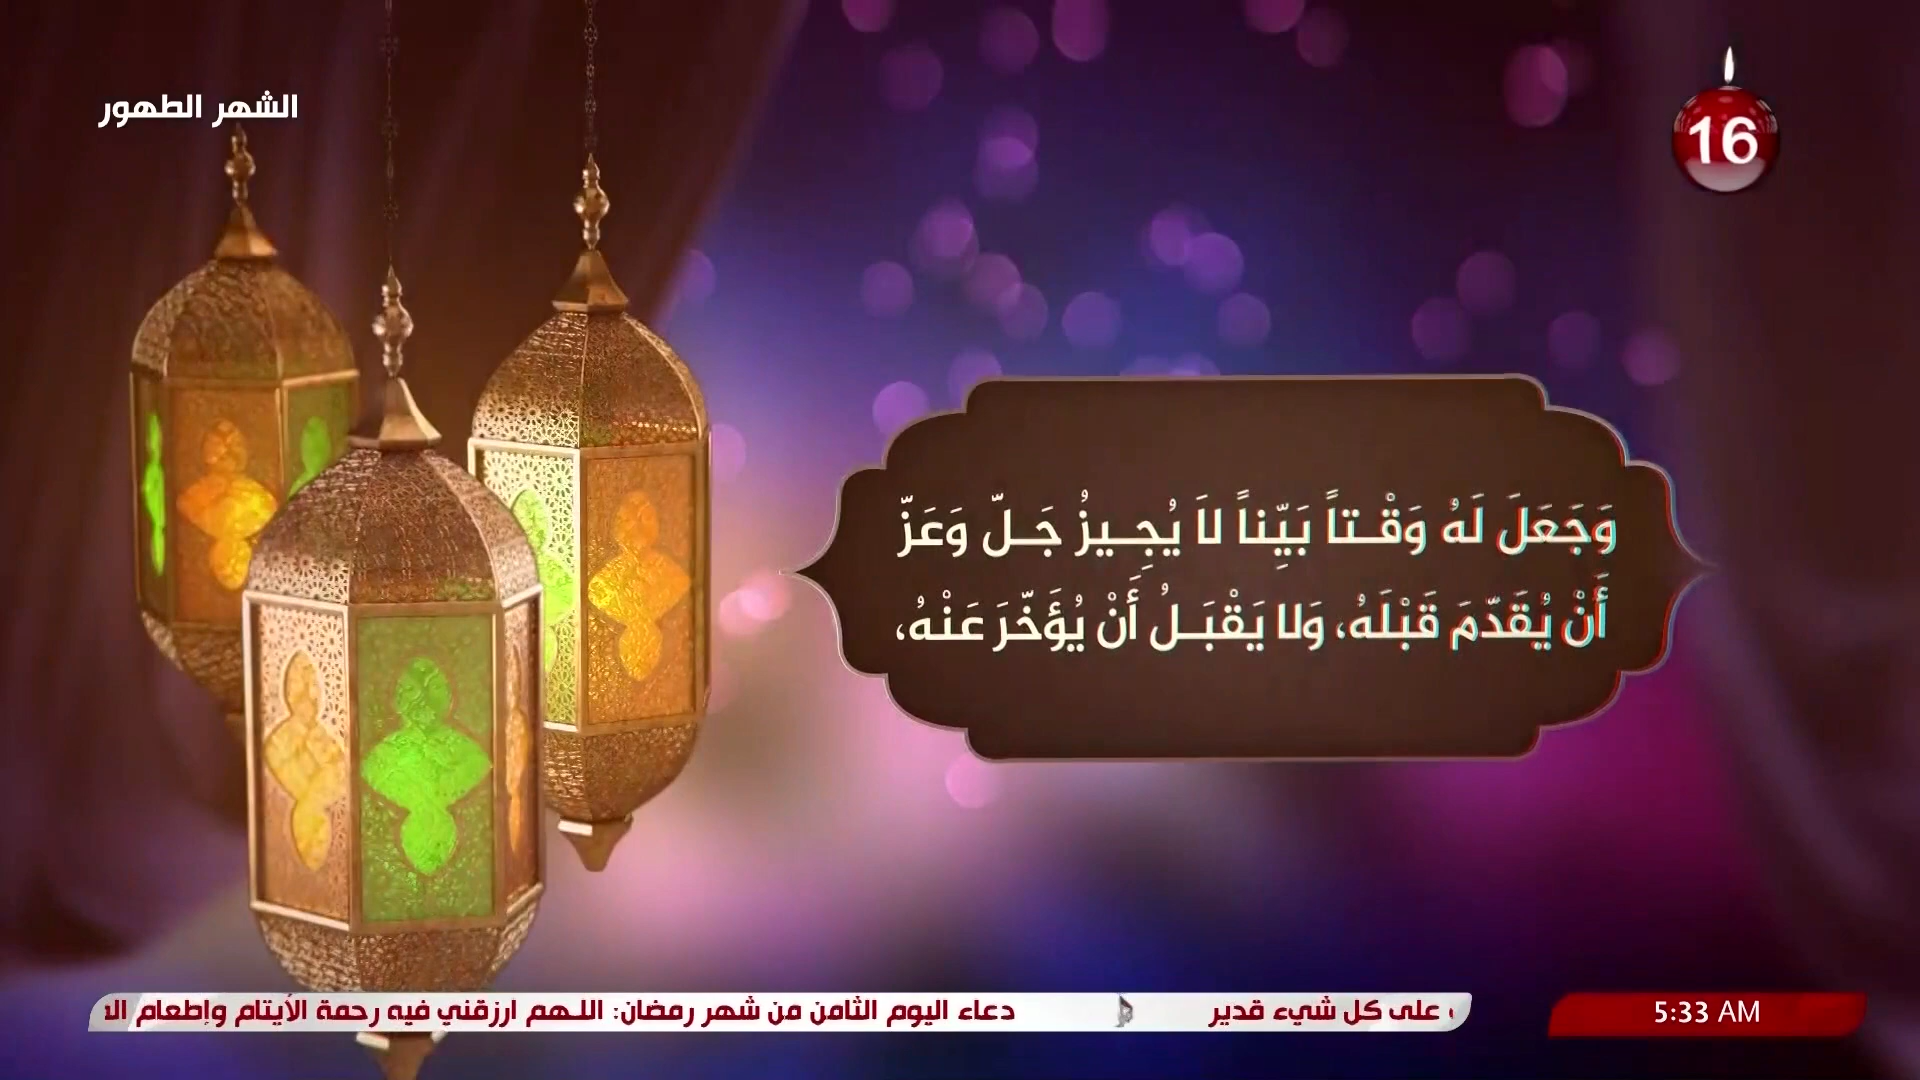 الشهر الطهور
16
وَجَعَلَ لَهُ وَقْتاً بَيِّناً لاَ يُجِيزُ جَلّ وَعَزّ
أَنْ يُقَدّمَ قَبْلَهُ، وَلا يَقْبَلُ أَنْ يُؤَخّرَ عَنْهُ،
على كل شيء قدير
دعاء اليوم الثامن من شهر رمضان: اللهم ارزقني فيه رحمة الأيتام وإطعام
5:33 AM